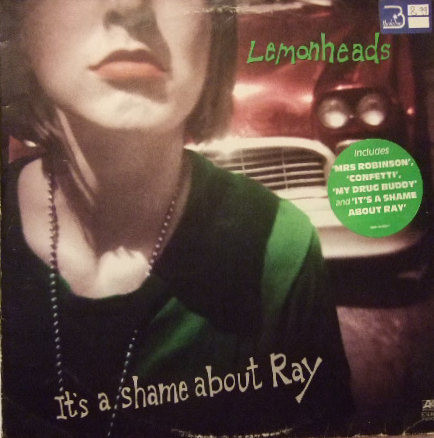 Lemonheads
includes
'MRS ROBINSON',
'CONFETTI',
'MY DRUG BUDDY'
and 'IT'S A SHAME
ABOUT RAY'
It's a shame about Ray